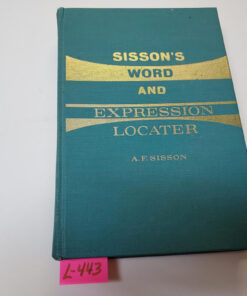 SISSON'S
WORD
AND
EXPRESSION
LOCATER
A.F. SISSON
L-443